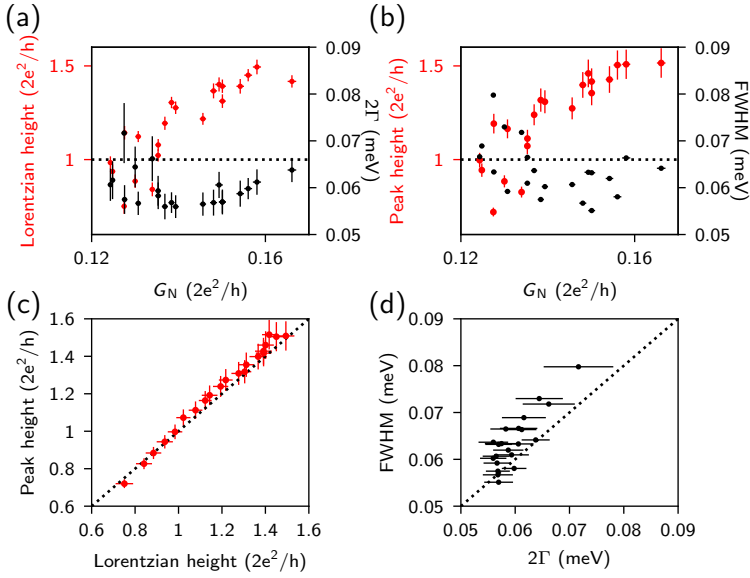 (a)
Lorentzian height (2e²/h)
1.5
1
0.12
0.16
G_N (2e²/h)
0.09
0.08
0.07
0.06
0.05
2Γ (meV)
(b)
Peak height (2e²/h)
1.5
1
0.12
0.16
G_N (2e²/h)
0.09
0.08
0.07
0.06
0.05
FWHM (meV)
(c)
Peak height (2e²/h)
1.6
1.4
1.2
1
0.8
0.6
0.6 0.8 1 1.2 1.4 1.6
Lorentzian height (2e²/h)
(d)
FWHM (meV)
0.09
0.08
0.07
0.06
0.05
0.05 0.06 0.07 0.08 0.09
2Γ (meV)